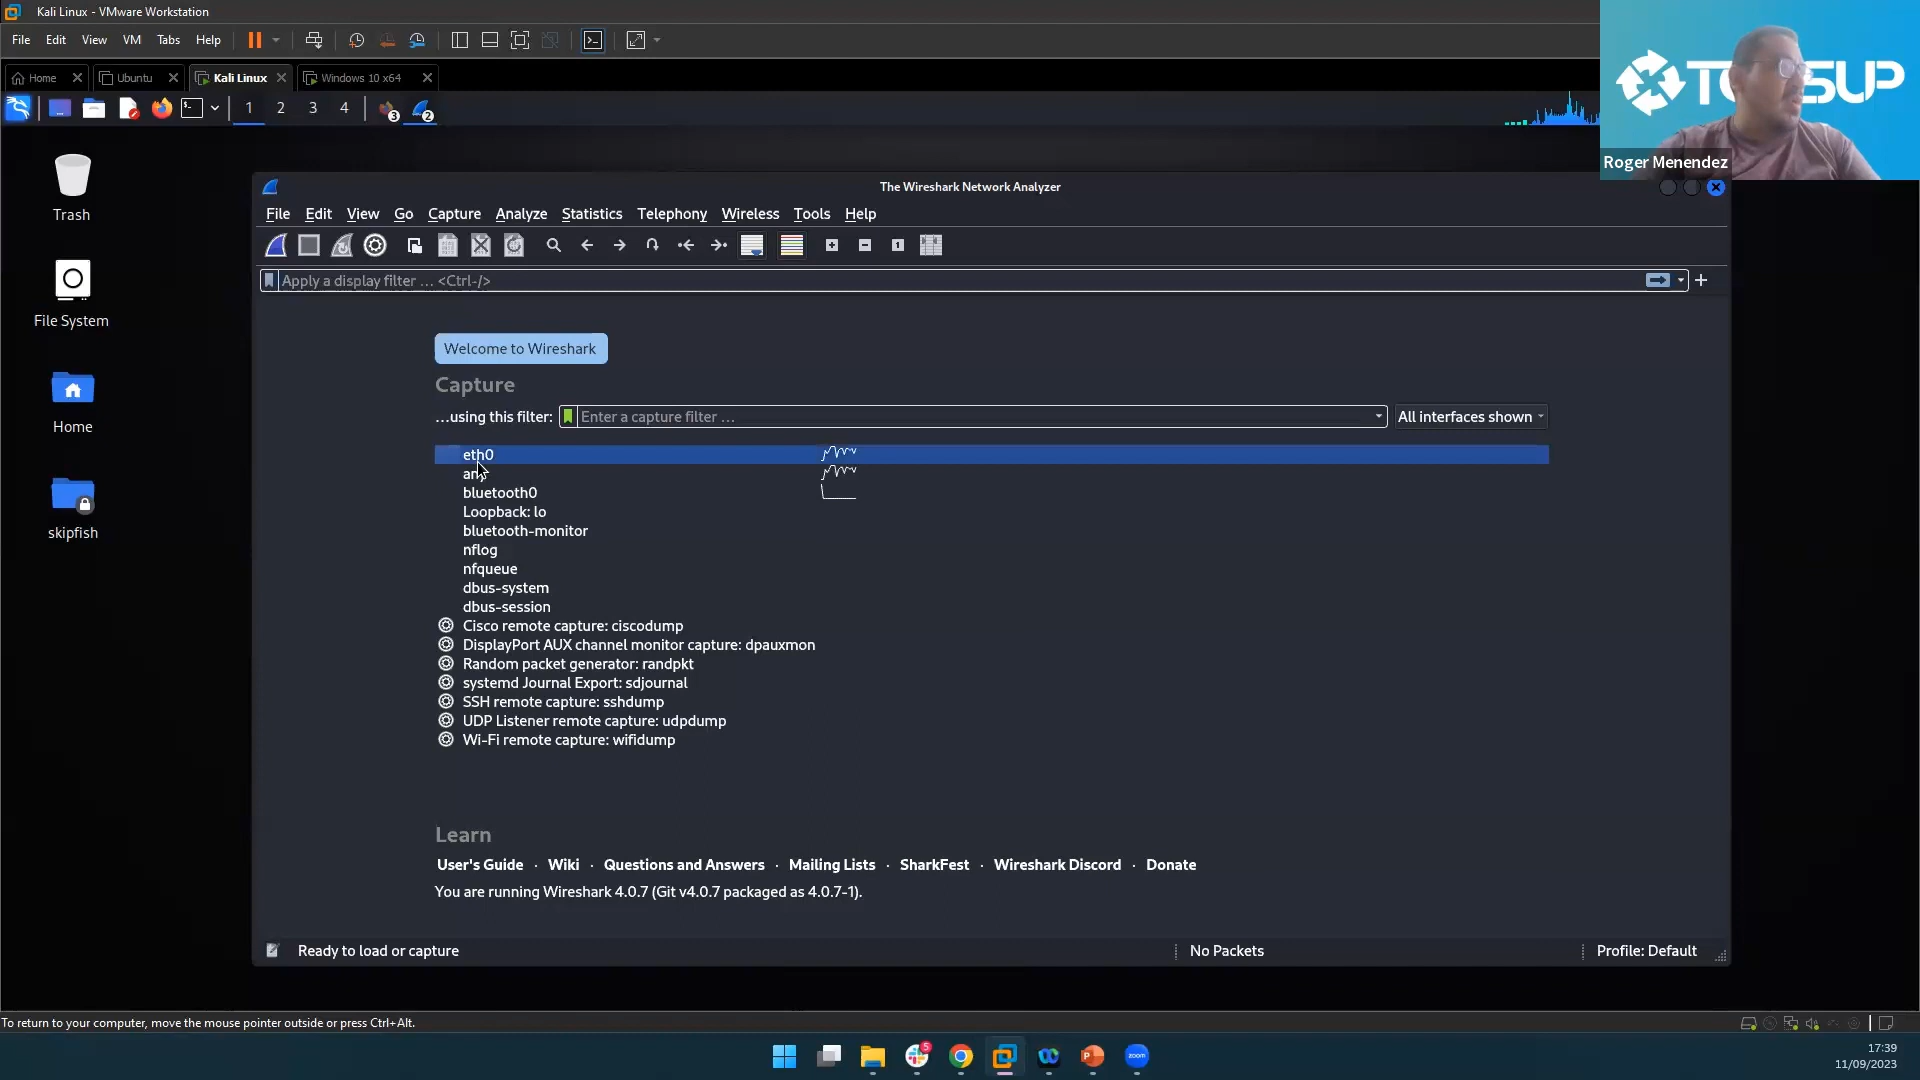 Kali Linux - VMware Workstation
File Edit View VM Tabs Help
Home Ubuntu Kali Linux Windows 10 x64
1 2 3 4 3 2
Roger Menendez
Trash
File System
Home
skipfish
The Wireshark Network Analyzer
File Edit View Go Capture Analyze Statistics Telephony Wireless Tools Help
Apply a display filter … <Ctrl-/>
Welcome to Wireshark
Capture
…using this filter: Enter a capture filter … All interfaces shown
eth0
any
bluetooth0
Loopback: lo
bluetooth-monitor
nflog
nfqueue
dbus-system
dbus-session
Cisco remote capture: ciscodump
DisplayPort AUX channel monitor capture: dpauxmon
Random packet generator: randpkt
systemd Journal Export: sdjournal
SSH remote capture: sshdump
UDP Listener remote capture: udpdump
Wi-Fi remote capture: wifidump
Learn
User's Guide · Wiki · Questions and Answers · Mailing Lists · SharkFest · Wireshark Discord · Donate
You are running Wireshark 4.0.7 (Git v4.0.7 packaged as 4.0.7-1).
Ready to load or capture No Packets Profile: Default
To return to your computer, move the mouse pointer outside or press Ctrl+Alt.
5
zoom
17:39
11/09/2023